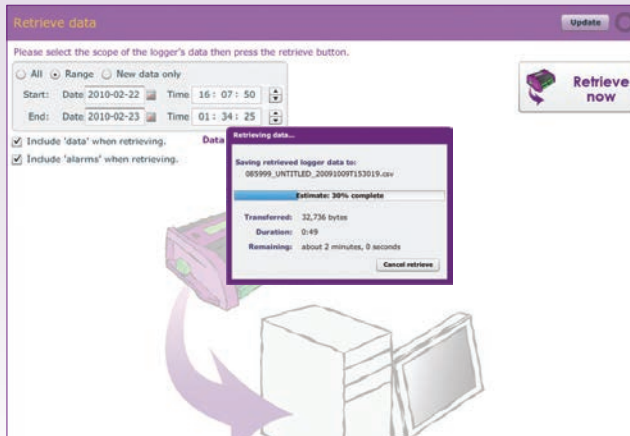 Retrieve data
Update
Please select the scope of the logger's data then press the retrieve button.
All Range New data only
Start: Date 2010-02-22 Time 16: 07: 50
End: Date 2010-02-23 Time 01: 34: 25
Retrieve
now
Include 'data' when retrieving.
Data
Include 'alarms' when retrieving.
Retrieving data...
Saving retrieved logger data to:
085999_UNTITLED_20091009T153019.csv
Estimate: 30% complete
Transferred: 32,736 bytes
Duration: 0:49
Remaining: about 2 minutes, 0 seconds
Cancel retrieve